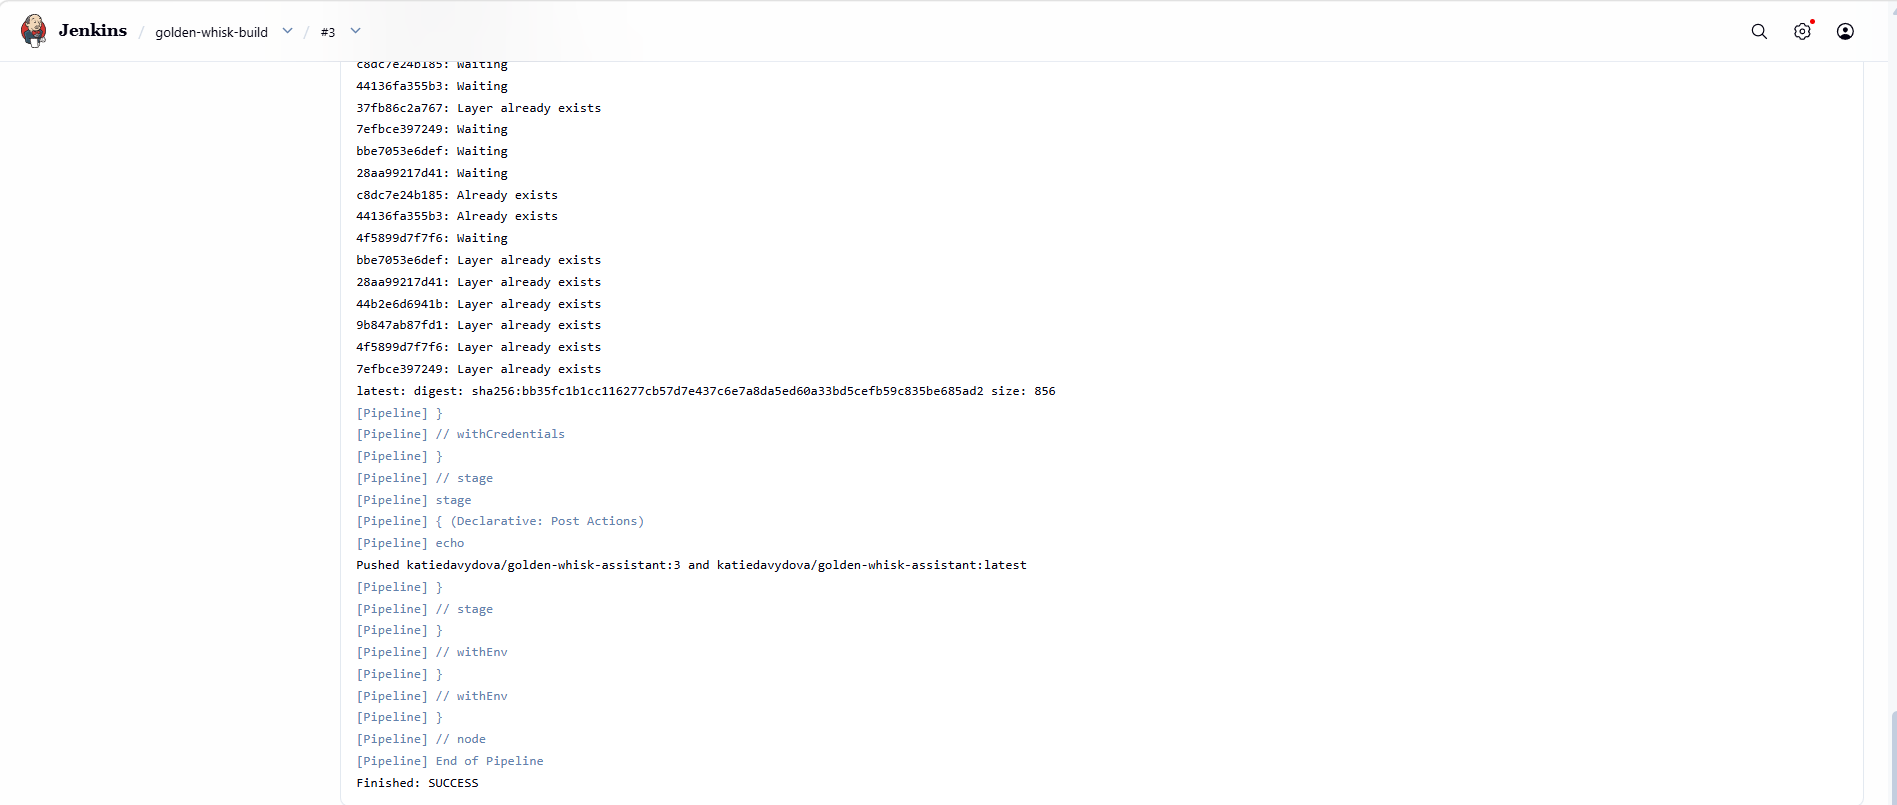 Jenkins / golden-whisk-build / #3
c8dc7e24b185: Waiting
44136fa355b3: Waiting
37fb86c2a767: Layer already exists
7efbce397249: Waiting
bbe7053e6def: Waiting
28aa99217d41: Waiting
c8dc7e24b185: Already exists
44136fa355b3: Already exists
4f5899d7f7f6: Waiting
bbe7053e6def: Layer already exists
28aa99217d41: Layer already exists
44b2e6d6941b: Layer already exists
9b847ab87fd1: Layer already exists
4f5899d7f7f6: Layer already exists
7efbce397249: Layer already exists
latest: digest: sha256:bb35fc1b1cc116277cb57d7e437c6e7a8da5ed60a33bd5cefb59c835be685ad2 size: 856
[Pipeline] }
[Pipeline] // withCredentials
[Pipeline] }
[Pipeline] // stage
[Pipeline] stage
[Pipeline] { (Declarative: Post Actions)
[Pipeline] echo
Pushed katiedavydova/golden-whisk-assistant:3 and katiedavydova/golden-whisk-assistant:latest
[Pipeline] }
[Pipeline] // stage
[Pipeline] }
[Pipeline] // withEnv
[Pipeline] }
[Pipeline] // withEnv
[Pipeline] }
[Pipeline] // node
[Pipeline] End of Pipeline
Finished: SUCCESS